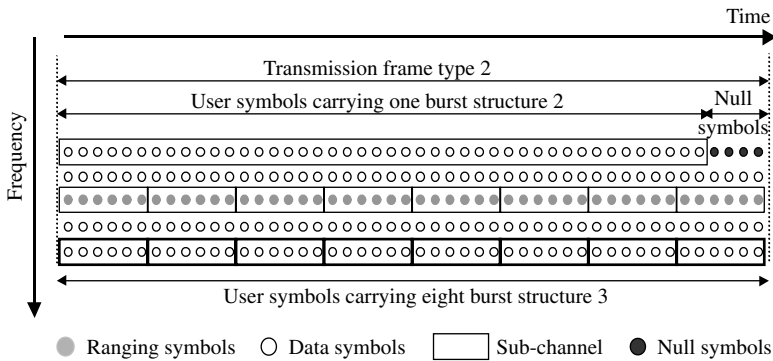 Time
Transmission frame type 2
User symbols carrying one burst structure 2
Null
symbols
Frequency
User symbols carrying eight burst structure 3
Ranging symbols
Data symbols
Sub-channel
Null symbols